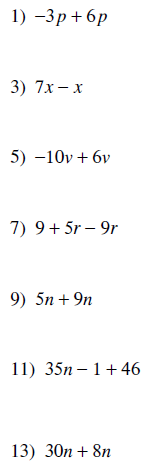 1) −3p + 6p
3) 7x − x
5) −10v + 6v
7) 9 + 5r − 9r
9) 5n + 9n
11) 35n − 1 + 46
13) 30n + 8n